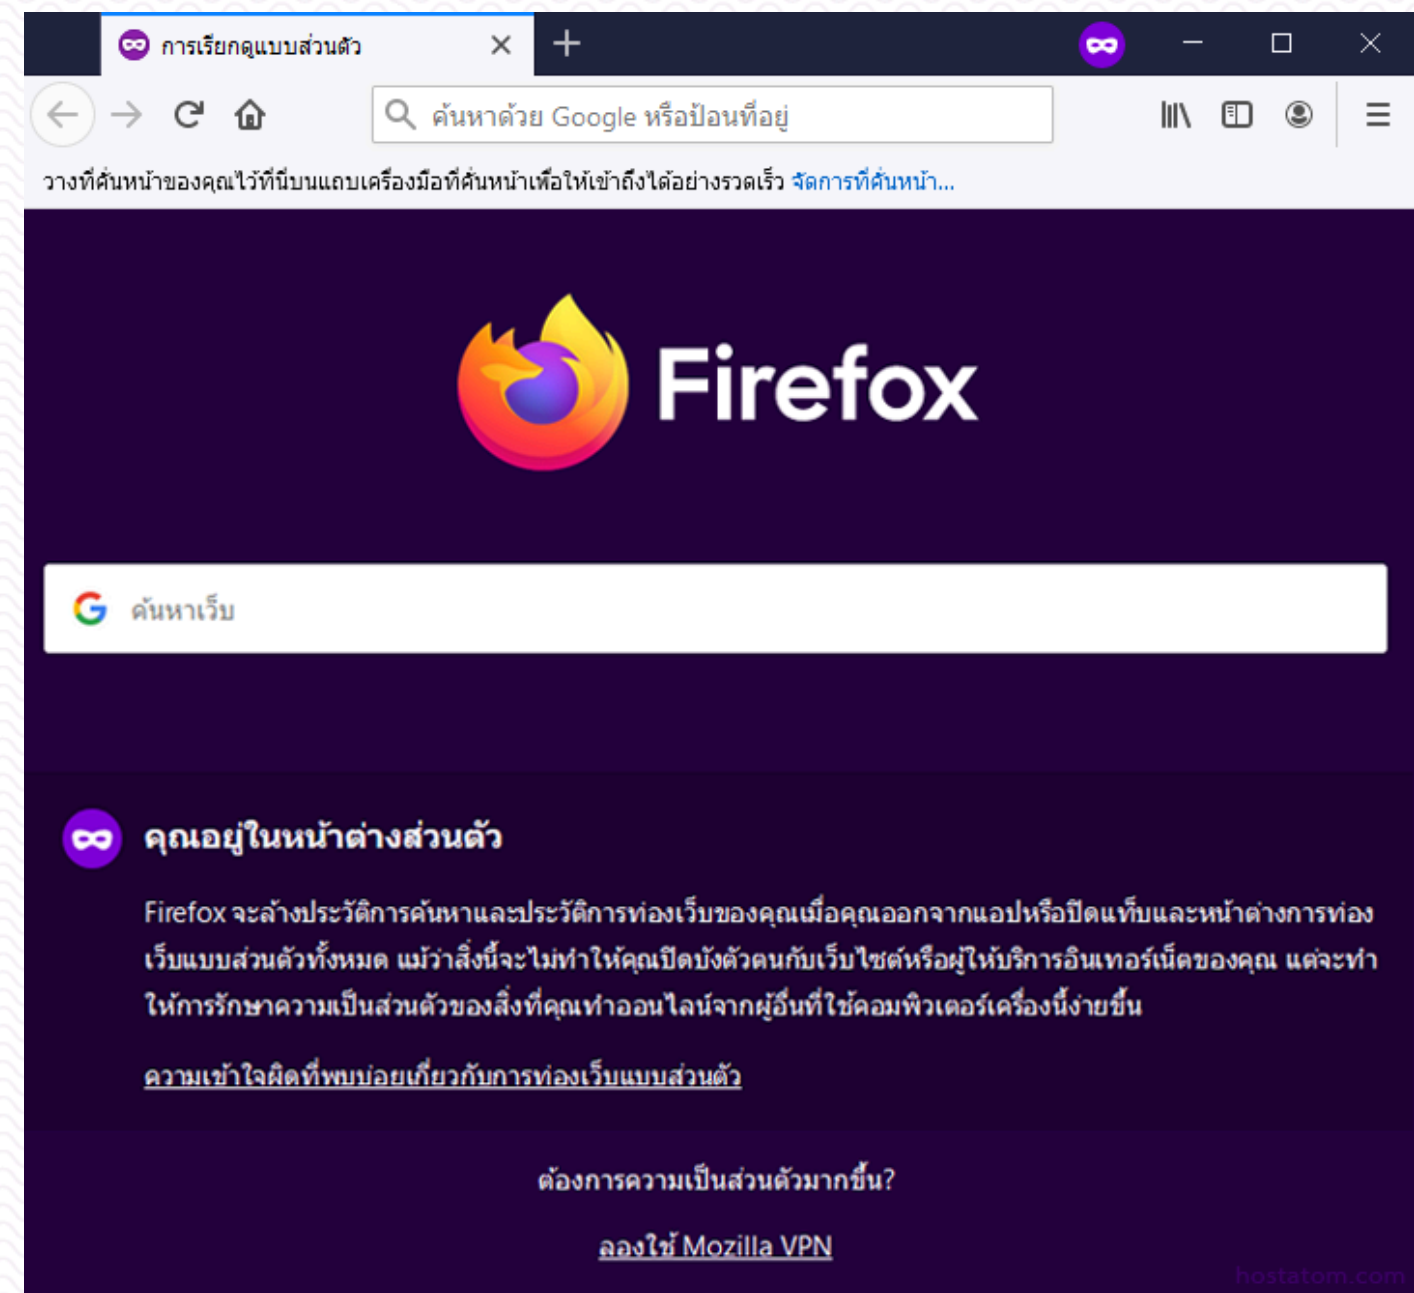 การเรียกดูแบบส่วนตัว
ค้นหาด้วย Google หรือป้อนที่อยู่
วางที่คั่นหน้าของคุณไว้ที่นี่บนแถบเครื่องมือที่คั่นหน้าเพื่อให้เข้าถึงได้อย่างรวดเร็ว จัดการที่คั่นหน้า...
Firefox
ค้นหาเว็บ
คุณอยู่ในหน้าต่างส่วนตัว
Firefox จะล้างประวัติการค้นหาและประวัติการท่องเว็บของคุณเมื่อคุณออกจากแอปหรือปิดแท็บและหน้าต่างการท่อง
เว็บแบบส่วนตัวทั้งหมด แม้ว่าสิ่งนี้จะไม่ทำให้คุณปิดบังตัวตนกับเว็บไซต์หรือผู้ให้บริการอินเทอร์เน็ตของคุณ แต่จะทำ
ให้การรักษาความเป็นส่วนตัวของสิ่งที่คุณทำออนไลน์จากผู้อื่นที่ใช้คอมพิวเตอร์เครื่องนี้ง่ายขึ้น
ความเข้าใจผิดที่พบบ่อยเกี่ยวกับการท่องเว็บแบบส่วนตัว
ต้องการความเป็นส่วนตัวมากขึ้น?
ลองใช้ Mozilla VPN
hostatom.com